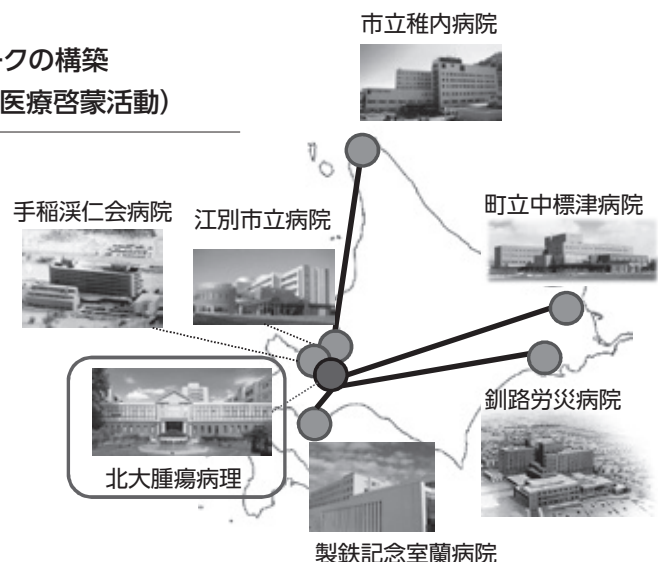 ークの構築
医療啓蒙活動）
市立稚内病院
手稲渓仁会病院
江別市立病院
町立中標津病院
釧路労災病院
北大腫瘍病理
製鉄記念室蘭病院